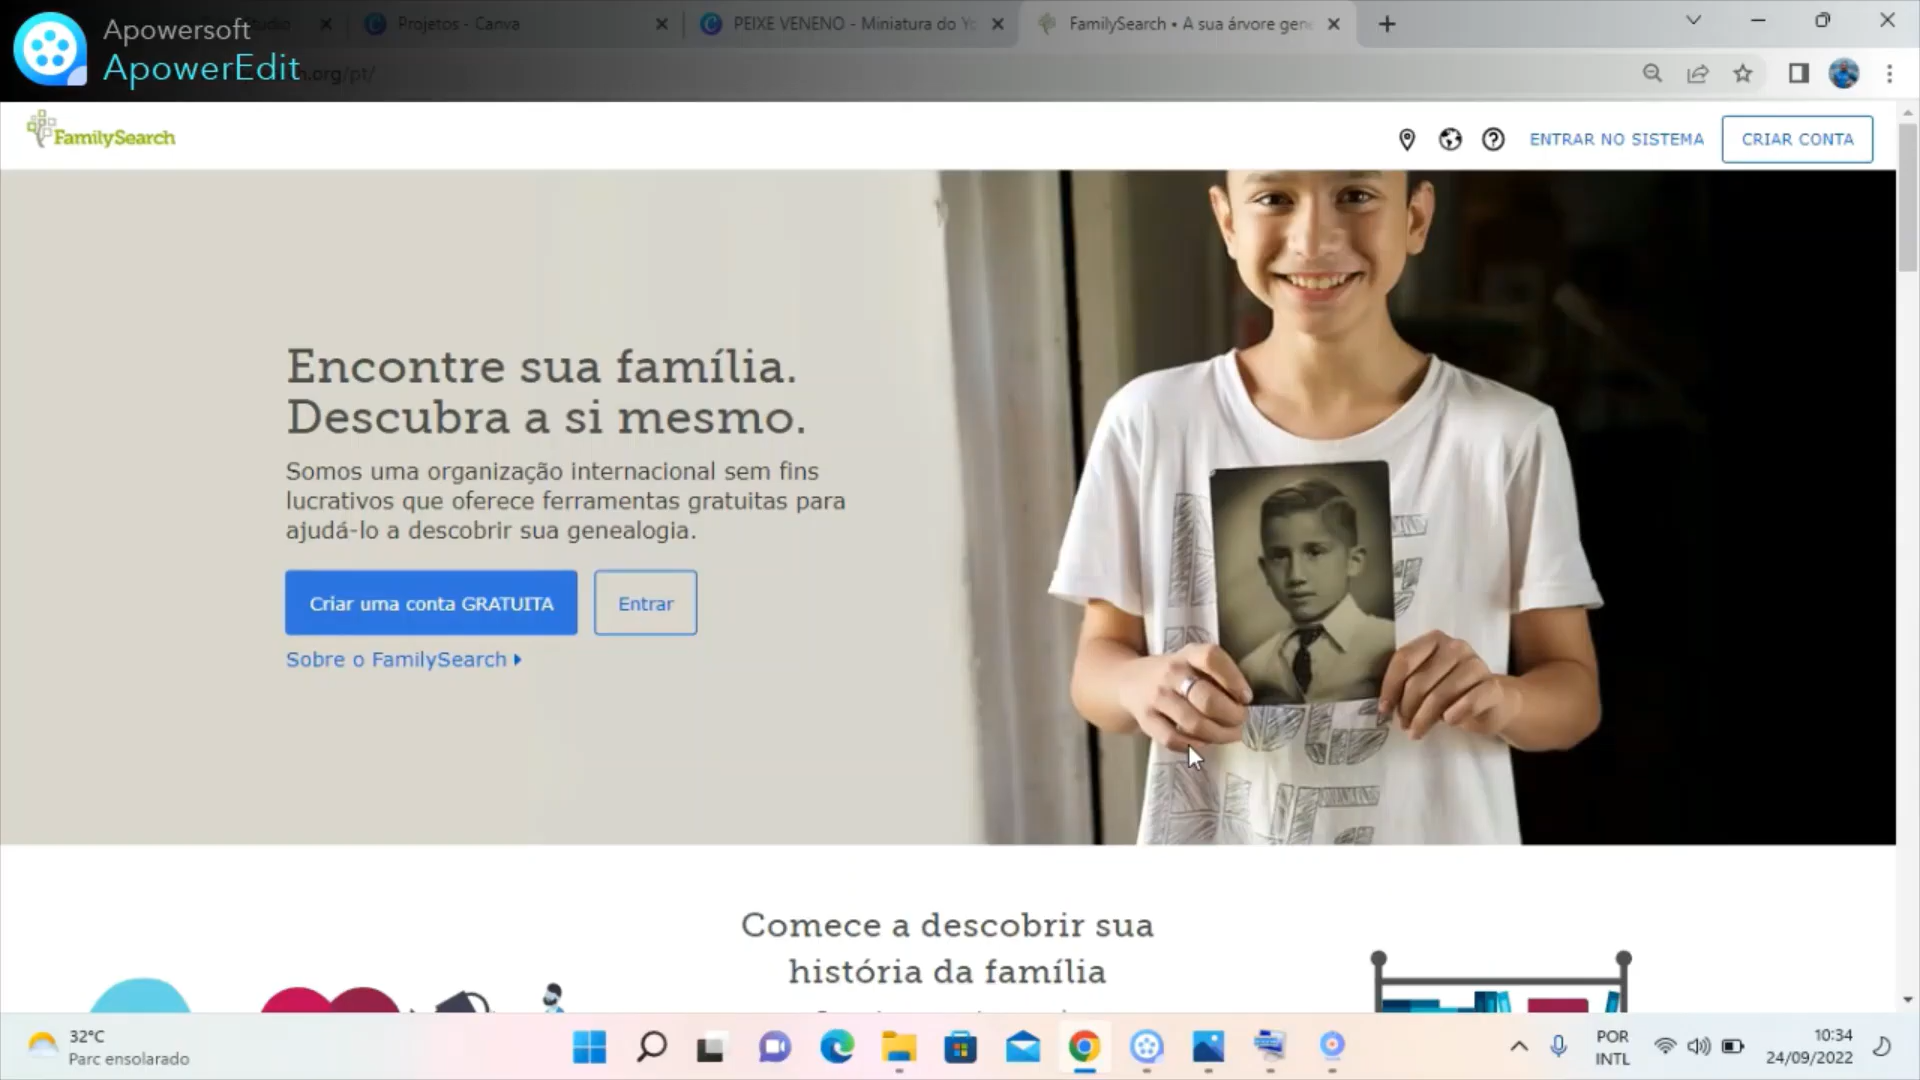 Apowersoft
ApowerEdit
Projetos - Canva
PEIXE VENENO - Miniatura do Yo
FamilySearch • A sua árvore gene
.org/pt/
FamilySearch
ENTRAR NO SISTEMA
CRIAR CONTA
Encontre sua família.
Descubra a si mesmo.
Somos uma organização internacional sem fins
lucrativos que oferece ferramentas gratuitas para
ajudá-lo a descobrir sua genealogia.
Criar uma conta GRATUITA
Entrar
Sobre o FamilySearch
Comece a descobrir sua
história da família
32°C
Parc ensolarado
POR
INTL
10:34
24/09/2022